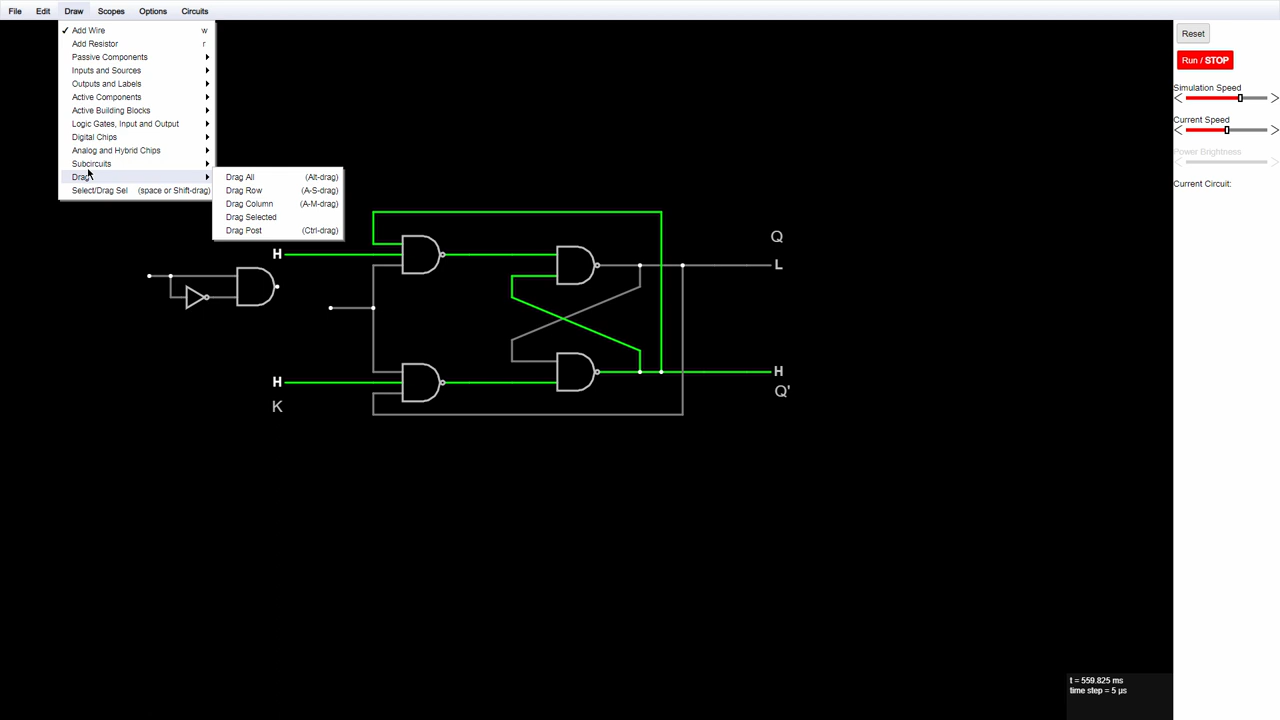 File Edit Draw Scopes Options Circuits
✓ Add Wire w
Add Resistor r
Passive Components
Inputs and Sources
Outputs and Labels
Active Components
Active Building Blocks
Logic Gates, Input and Output
Digital Chips
Analog and Hybrid Chips
Subcircuits
Drag
Select/Drag Sel (space or Shift-drag)
Drag All (Alt-drag)
Drag Row (A-S-drag)
Drag Column (A-M-drag)
Drag Selected
Drag Post (Ctrl-drag)
Reset
Run / STOP
Simulation Speed
Current Speed
Power Brightness
Current Circuit:
Q
H
L
H
H
K
Q'
t = 559.825 ms
time step = 5 µs